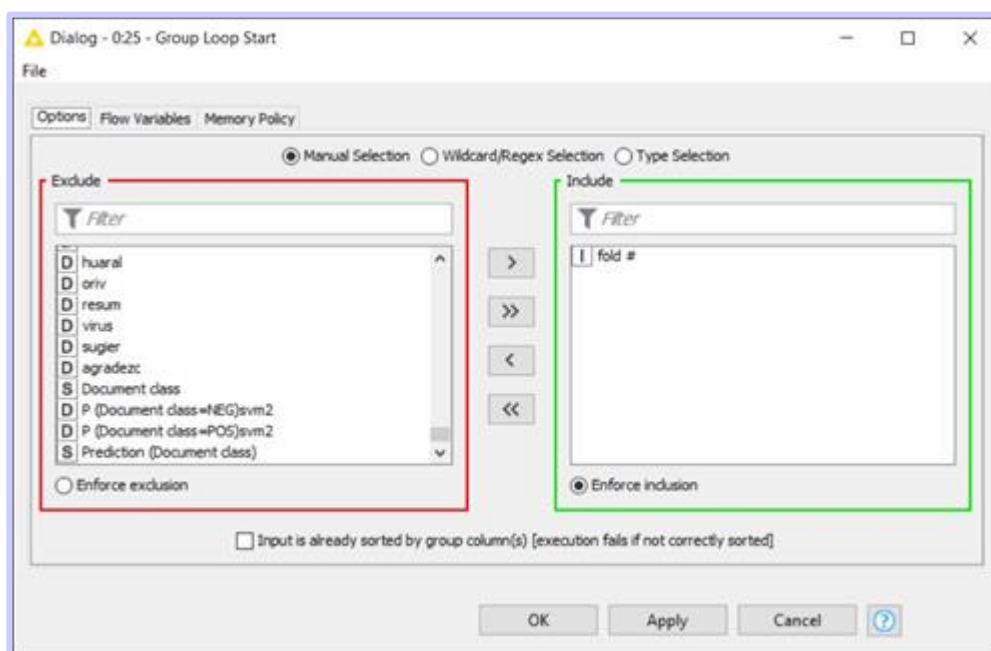 Dialog - 0:25 - Group Loop Start
File
Options Flow Variables Memory Policy
Manual Selection Wildcard/Regex Selection Type Selection
Exclude
Include
Filter
Filter
D huaral
D oriv
D resum
D virus
D sugier
D agradezc
S Document class
D P (Document class=NEG)svm2
D P (Document class=POS)svm2
S Prediction (Document class)
I fold #
>
>>
<
<<
Enforce exclusion
Enforce inclusion
Input is already sorted by group column(s) [execution fails if not correctly sorted]
OK Apply Cancel ?